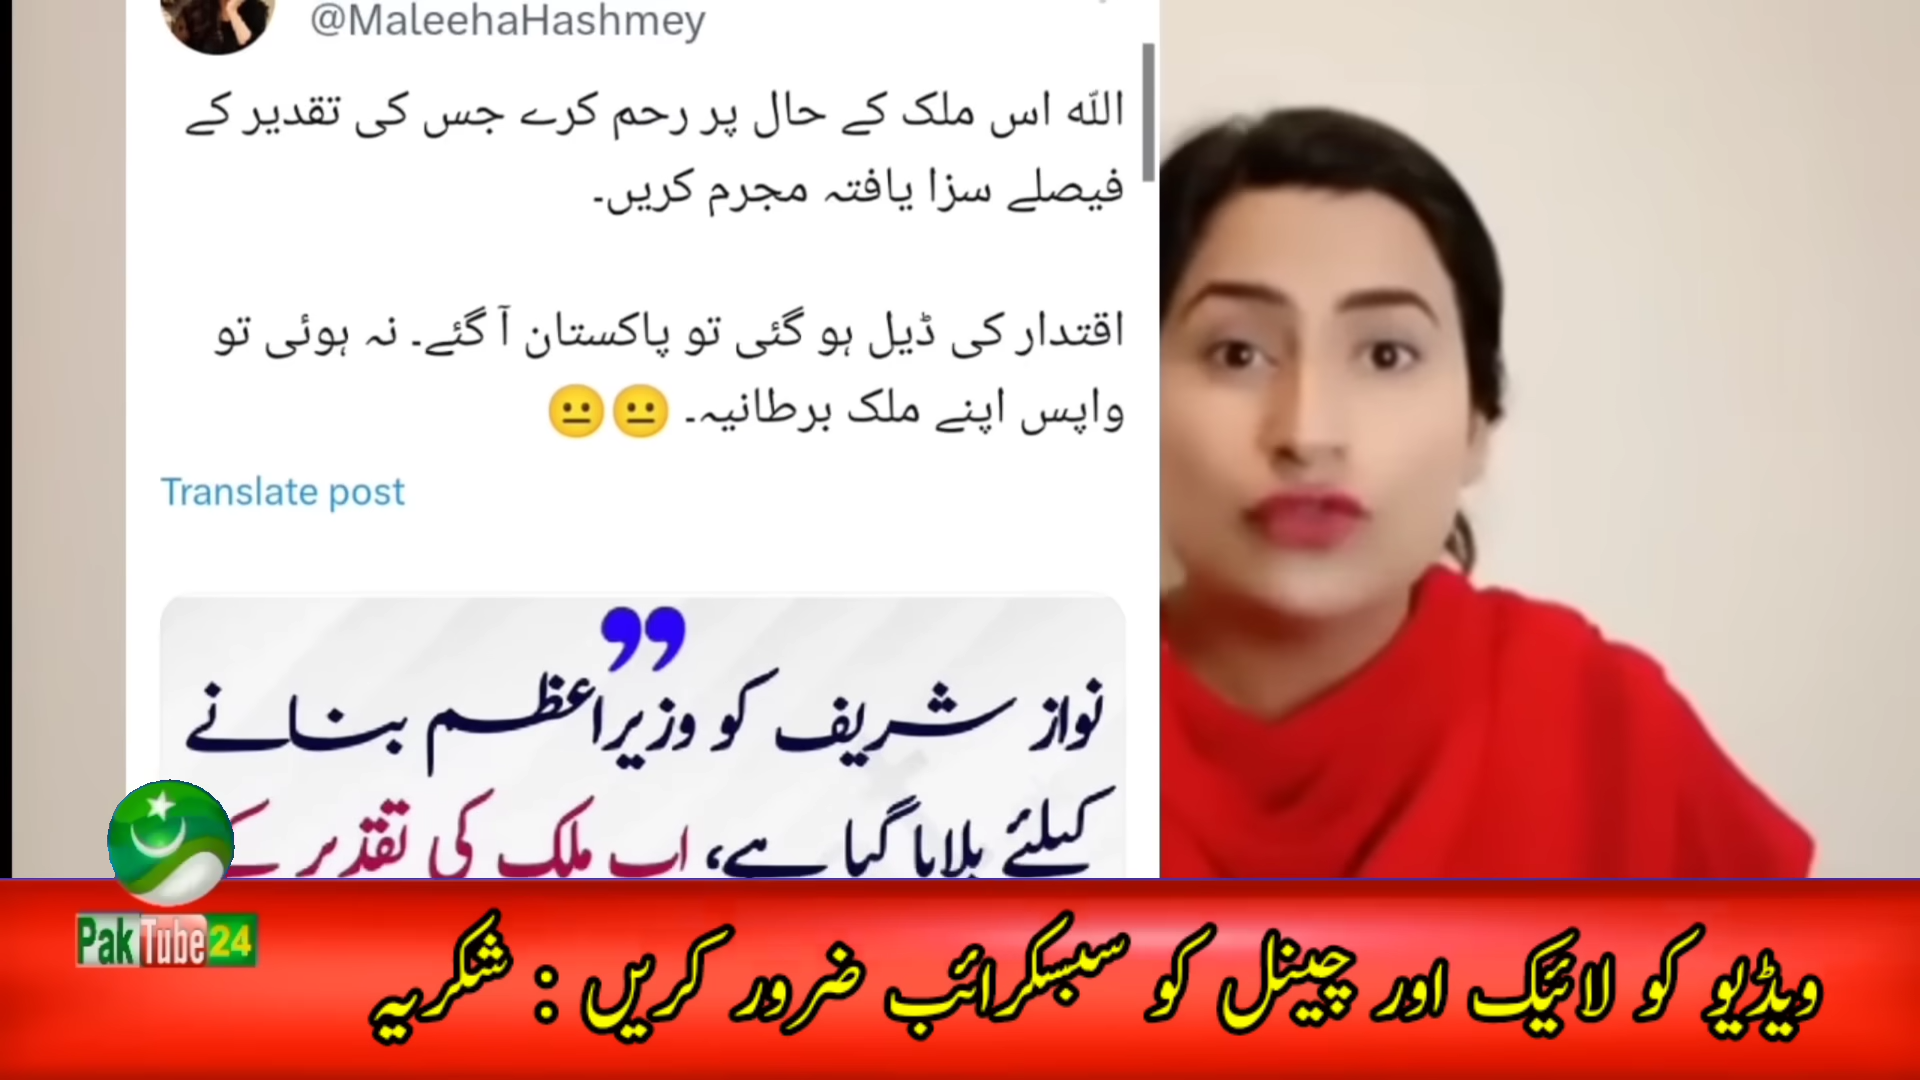 @MaleehaHashmey
اللہ اس ملک کے حال پر رحم کرے جس کی تقدیر کے
فیصلے سزا یافتہ مجرم کریں۔
اقتدار کی ڈیل ہو گئی تو پاکستان آ گئے۔ نہ ہوئی تو
واپس اپنے ملک برطانیہ۔ 😐😐
Translate post
”
نواز شریف کو وزیراعظم بنانے
کیلئے بلایا گیا ہے، اب ملک کی تقدیر کے
PakTube24
ویڈیو کو لائیک اور چینل کو سبسکرائب ضرور کریں : شکریہ